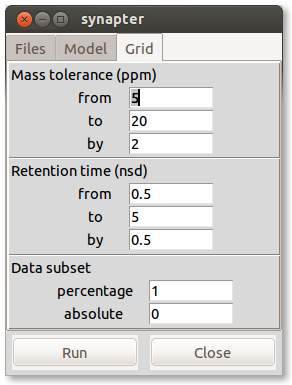 synapter
Files Model Grid
Mass tolerance (ppm)
from 5
to 20
by 2
Retention time (nsd)
from 0.5
to 5
by 0.5
Data subset
percentage 1
absolute 0
Run Close